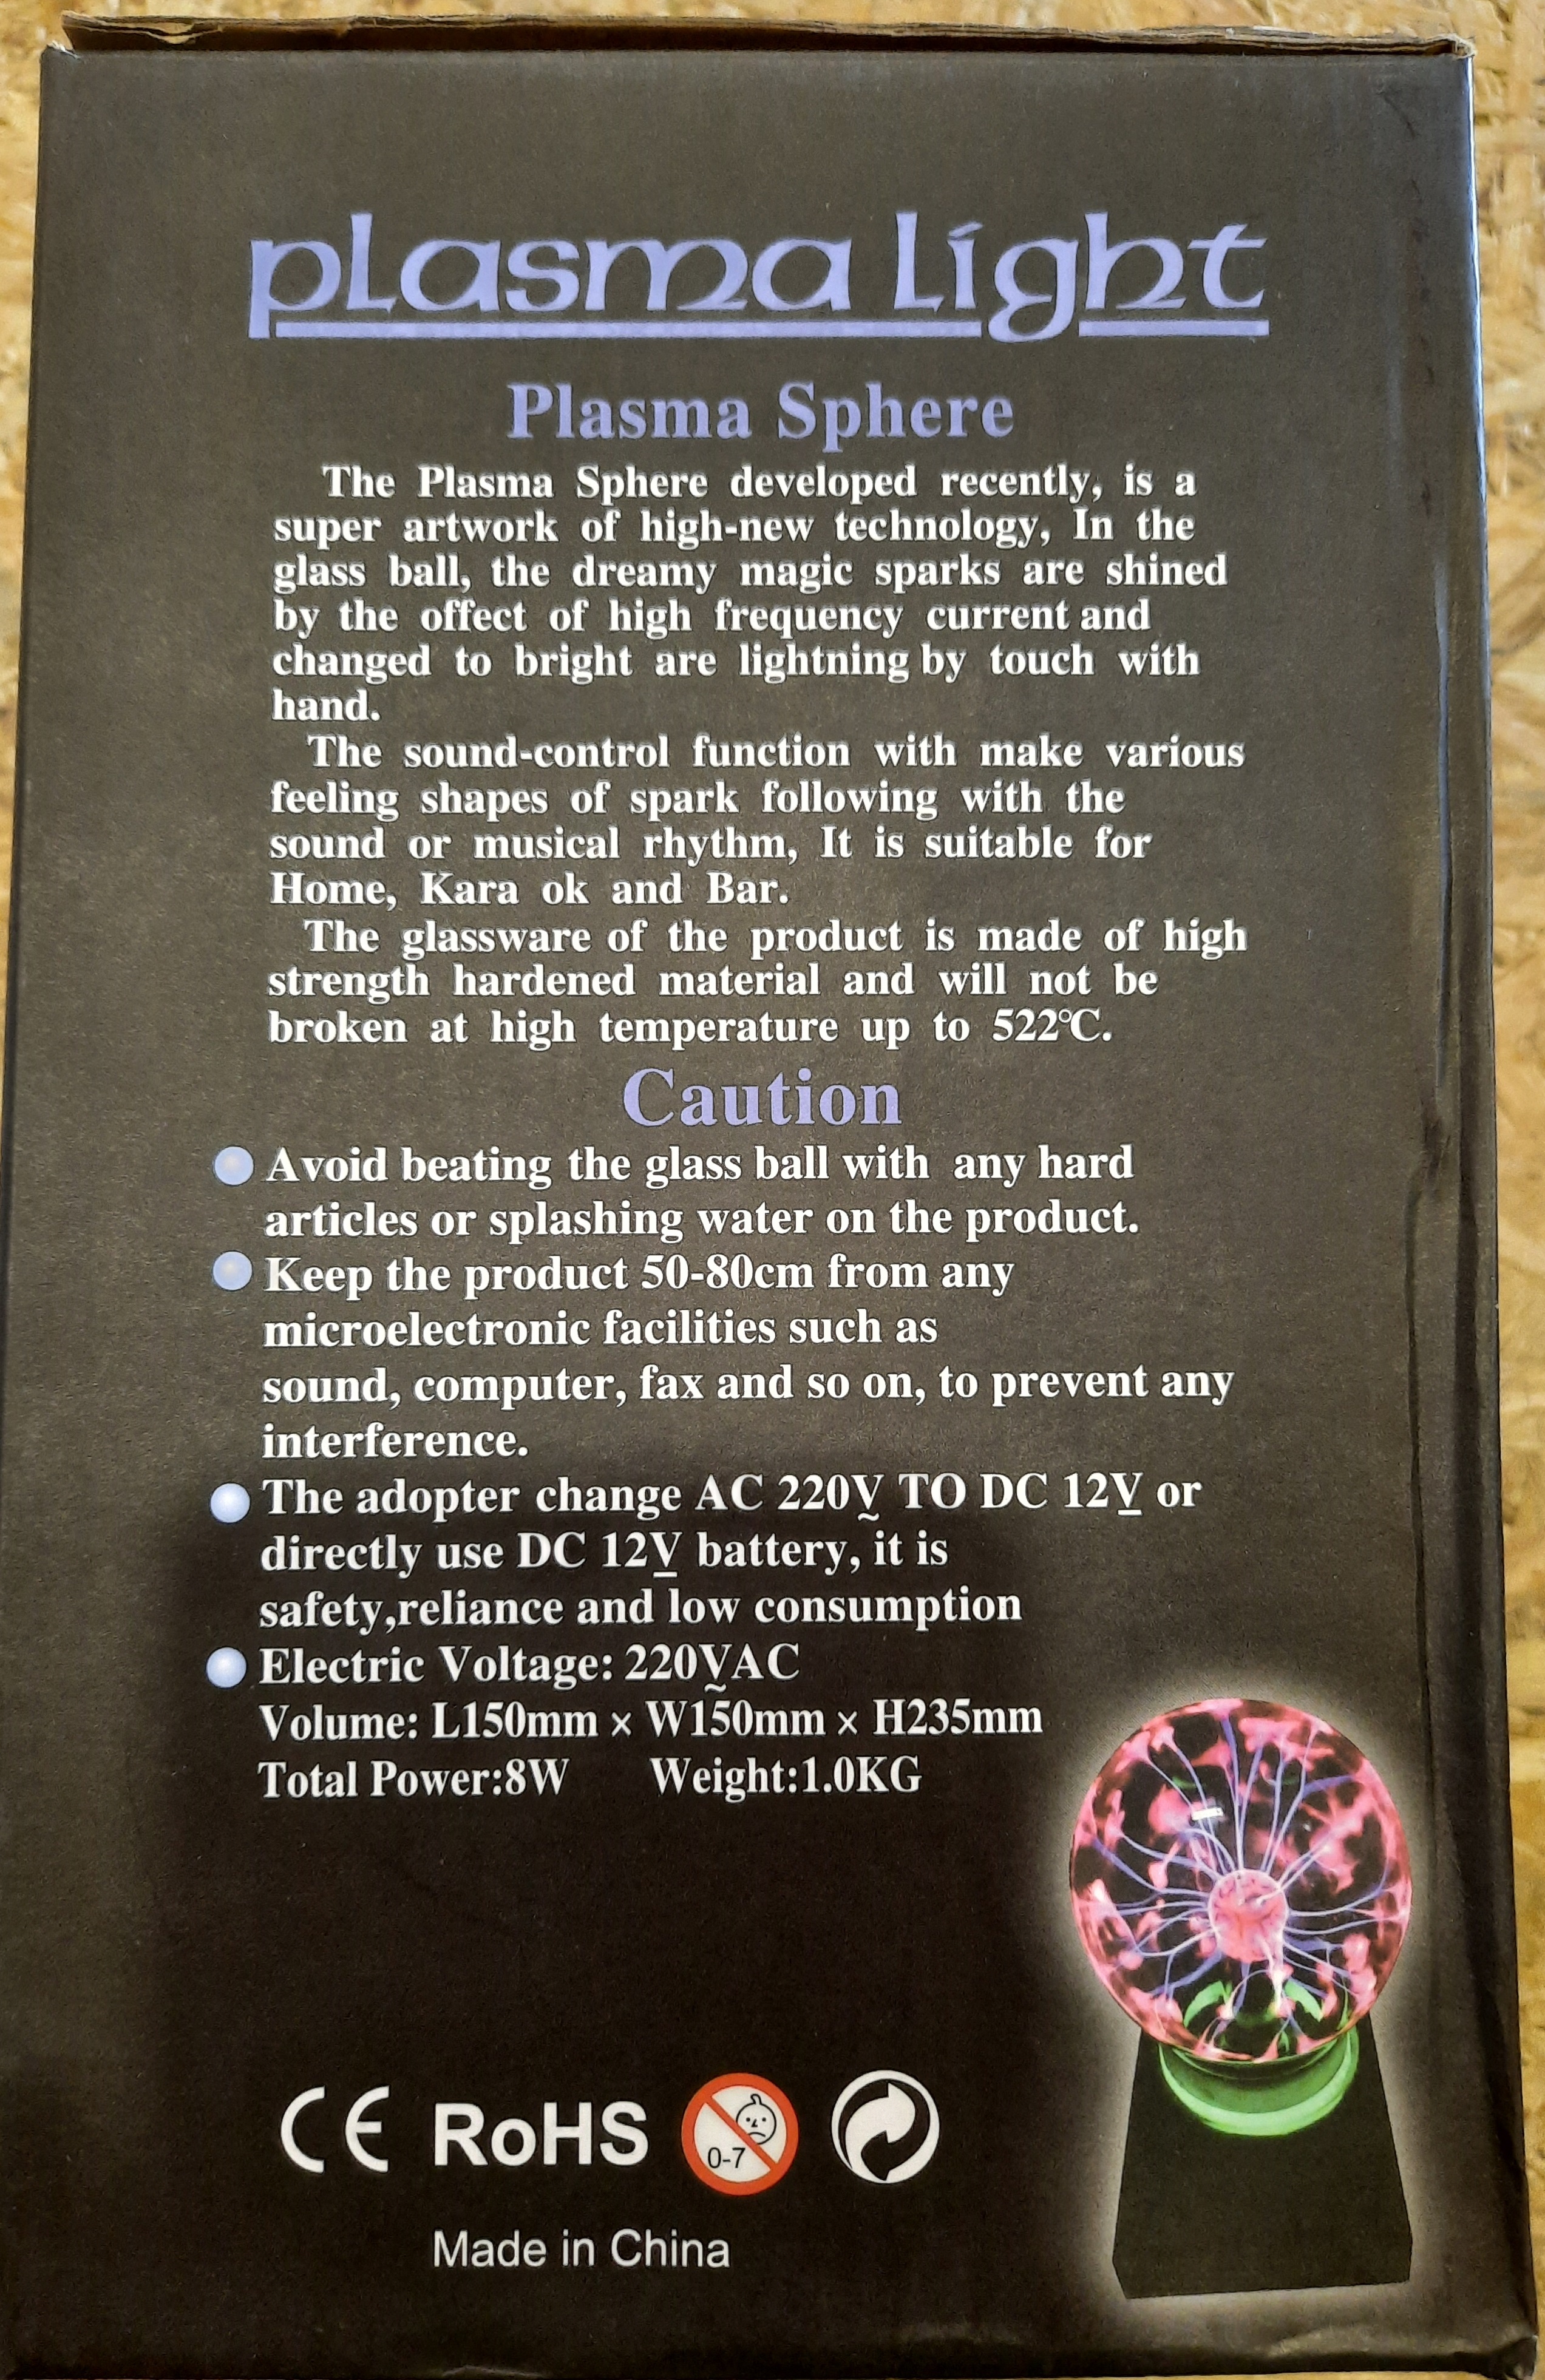 plasma light
Plasma Sphere
The Plasma Sphere developed recently, is a
super artwork of high-new technology, In the
glass ball, the dreamy magic sparks are shined
by the offect of high frequency current and
changed to bright are lightning by touch with
hand.
The sound-control function with make various
feeling shapes of spark following with the
sound or musical rhythm, It is suitable for
Home, Kara ok and Bar.
The glassware of the product is made of high
strength hardened material and will not be
broken at high temperature up to 522℃.
Caution
Avoid beating the glass ball with any hard
articles or splashing water on the product.
Keep the product 50-80cm from any
microelectronic facilities such as
sound, computer, fax and so on, to prevent any
interference.
The adopter change AC 220V TO DC 12V or
directly use DC 12V battery, it is
safety,reliance and low consumption
Electric Voltage: 220VAC
Volume: L150mm × W150mm × H235mm
Total Power:8W Weight:1.0KG
CE RoHS 0-7
Made in China